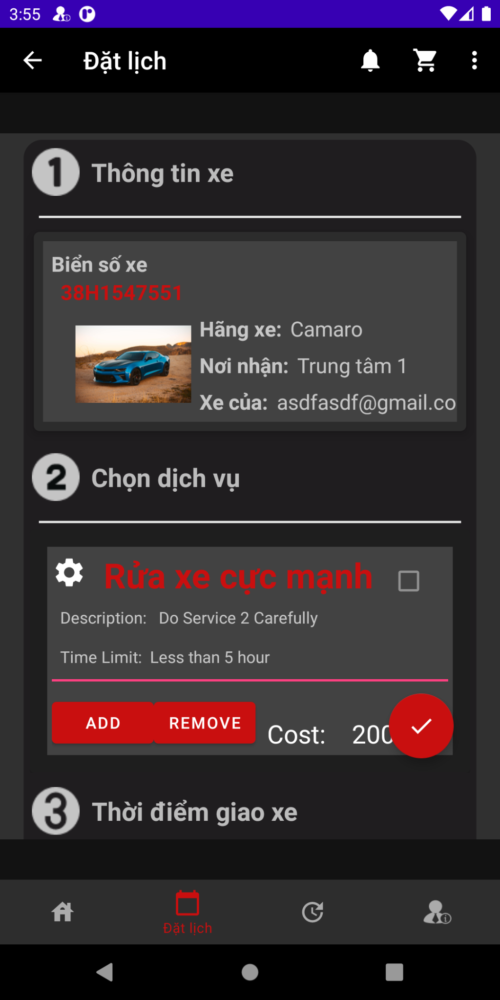 3:55
Đặt lịch
1 Thông tin xe
Biển số xe
38H1547551
Hãng xe: Camaro
Nơi nhận: Trung tâm 1
Xe của: asdfasdf@gmail.co
2 Chọn dịch vụ
Rửa xe cực mạnh
Description: Do Service 2 Carefully
Time Limit: Less than 5 hour
ADD REMOVE Cost: 200
3 Thời điểm giao xe
Đặt lịch